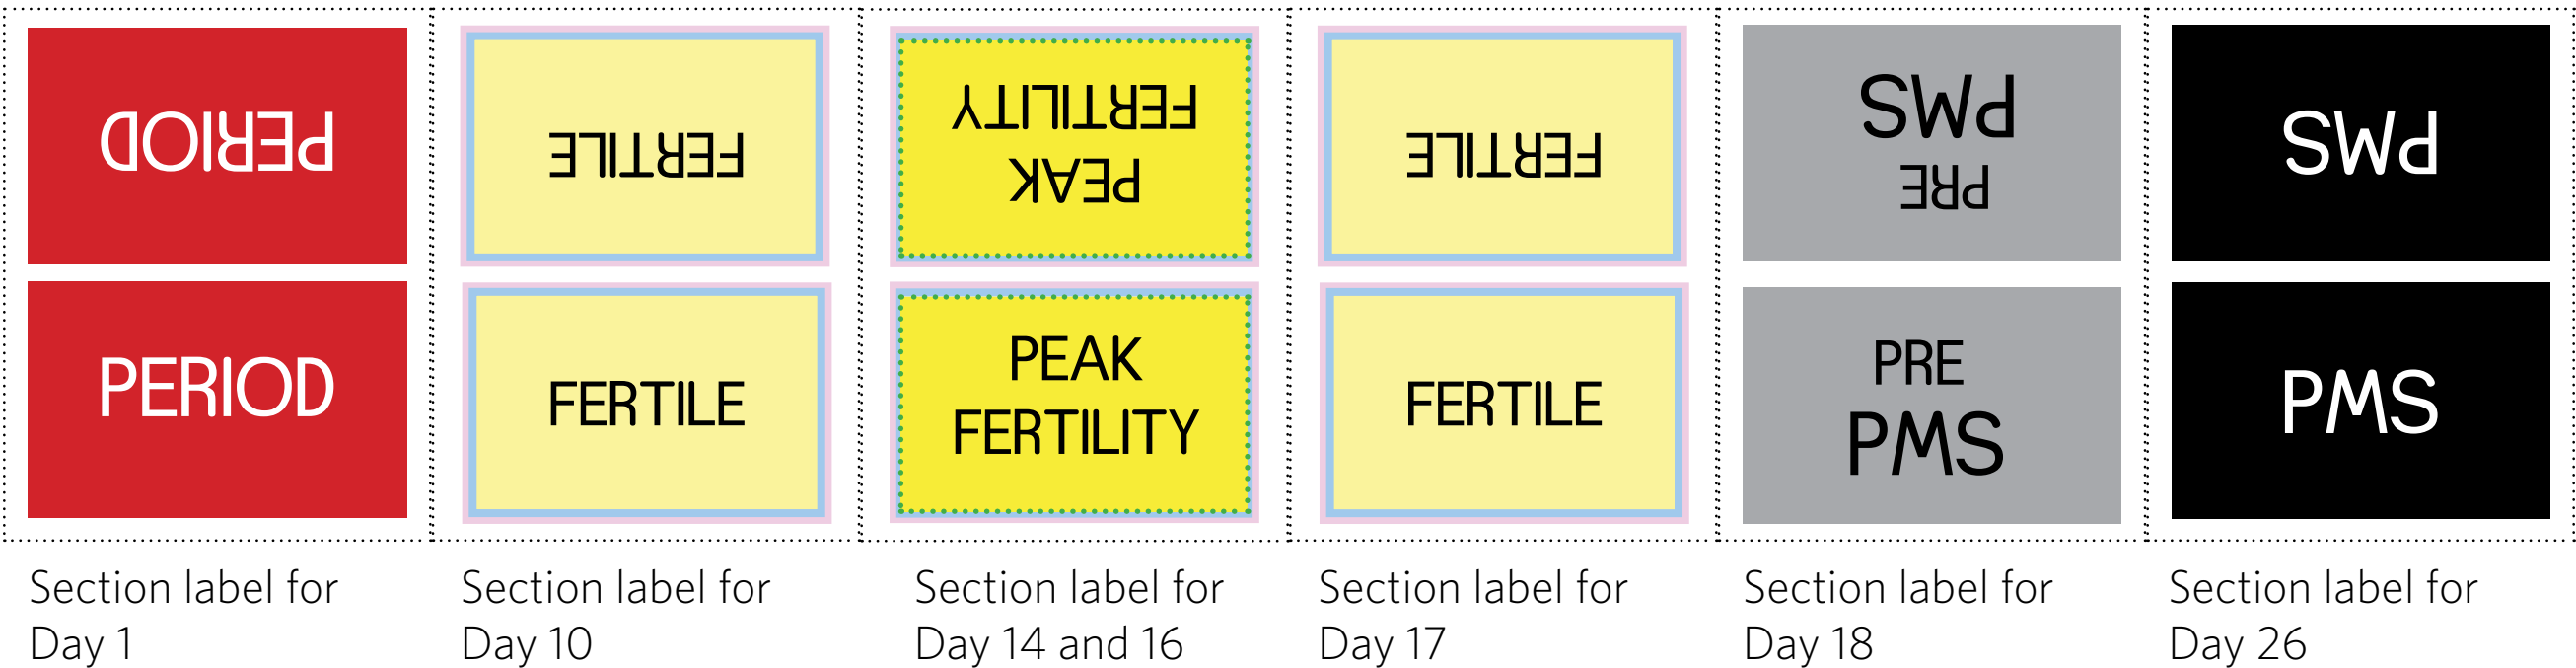 PERIOD
PERIOD
Section label for
Day 1
FERTILE
FERTILE
Section label for
Day 10
PEAK
FERTILITY
PEAK
FERTILITY
Section label for
Day 14 and 16
FERTILE
FERTILE
Section label for
Day 17
PRE
PMS
PRE
PMS
Section label for
Day 18
PMS
PMS
Section label for
Day 26